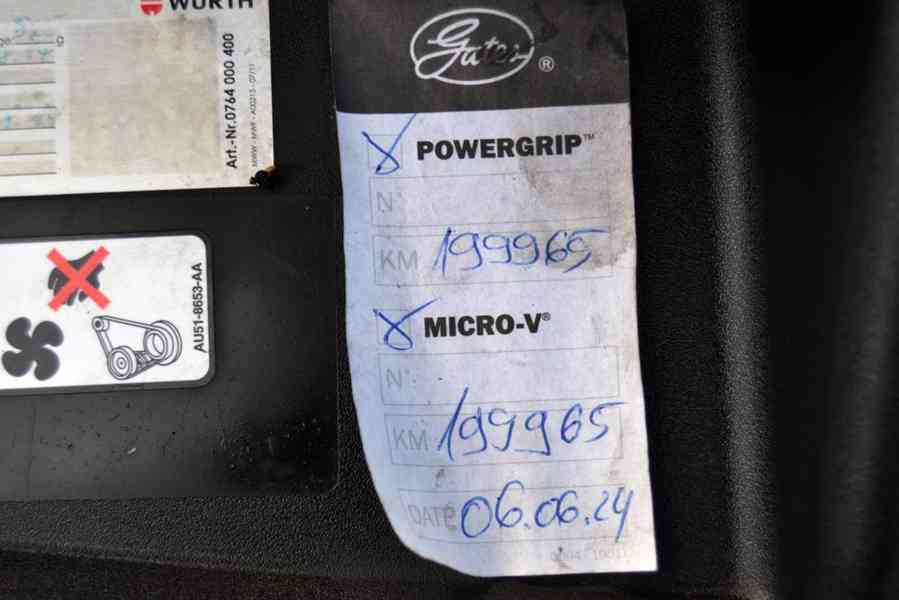 WÜRTH
g
Art.-Nr.0764 000 400
AU51-8653-AA
Gates®
POWERGRIP™
N°
KM 199965
MICRO-V®
N°
KM 199965
DATE 06.06.24